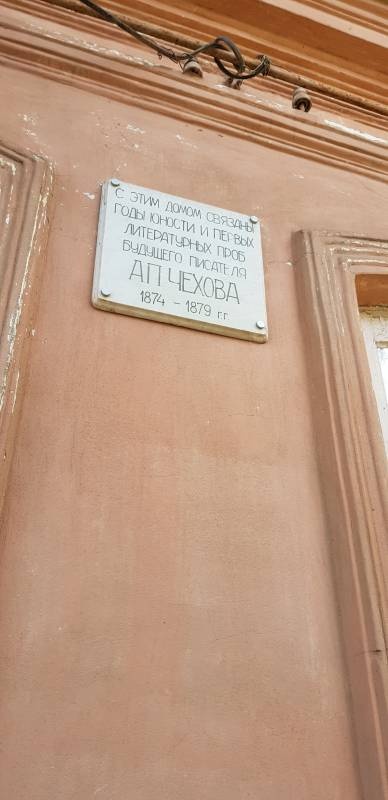 С ЭТИМ ДОМОМ СВЯЗАНЫ
ГОДЫ ЮНОСТИ И ПЕРВЫХ
ЛИТЕРАТУРНЫХ ПРОБ
БУДУЩЕГО ПИСАТЕЛЯ
А.П. ЧЕХОВА
1874 - 1879 г.г.